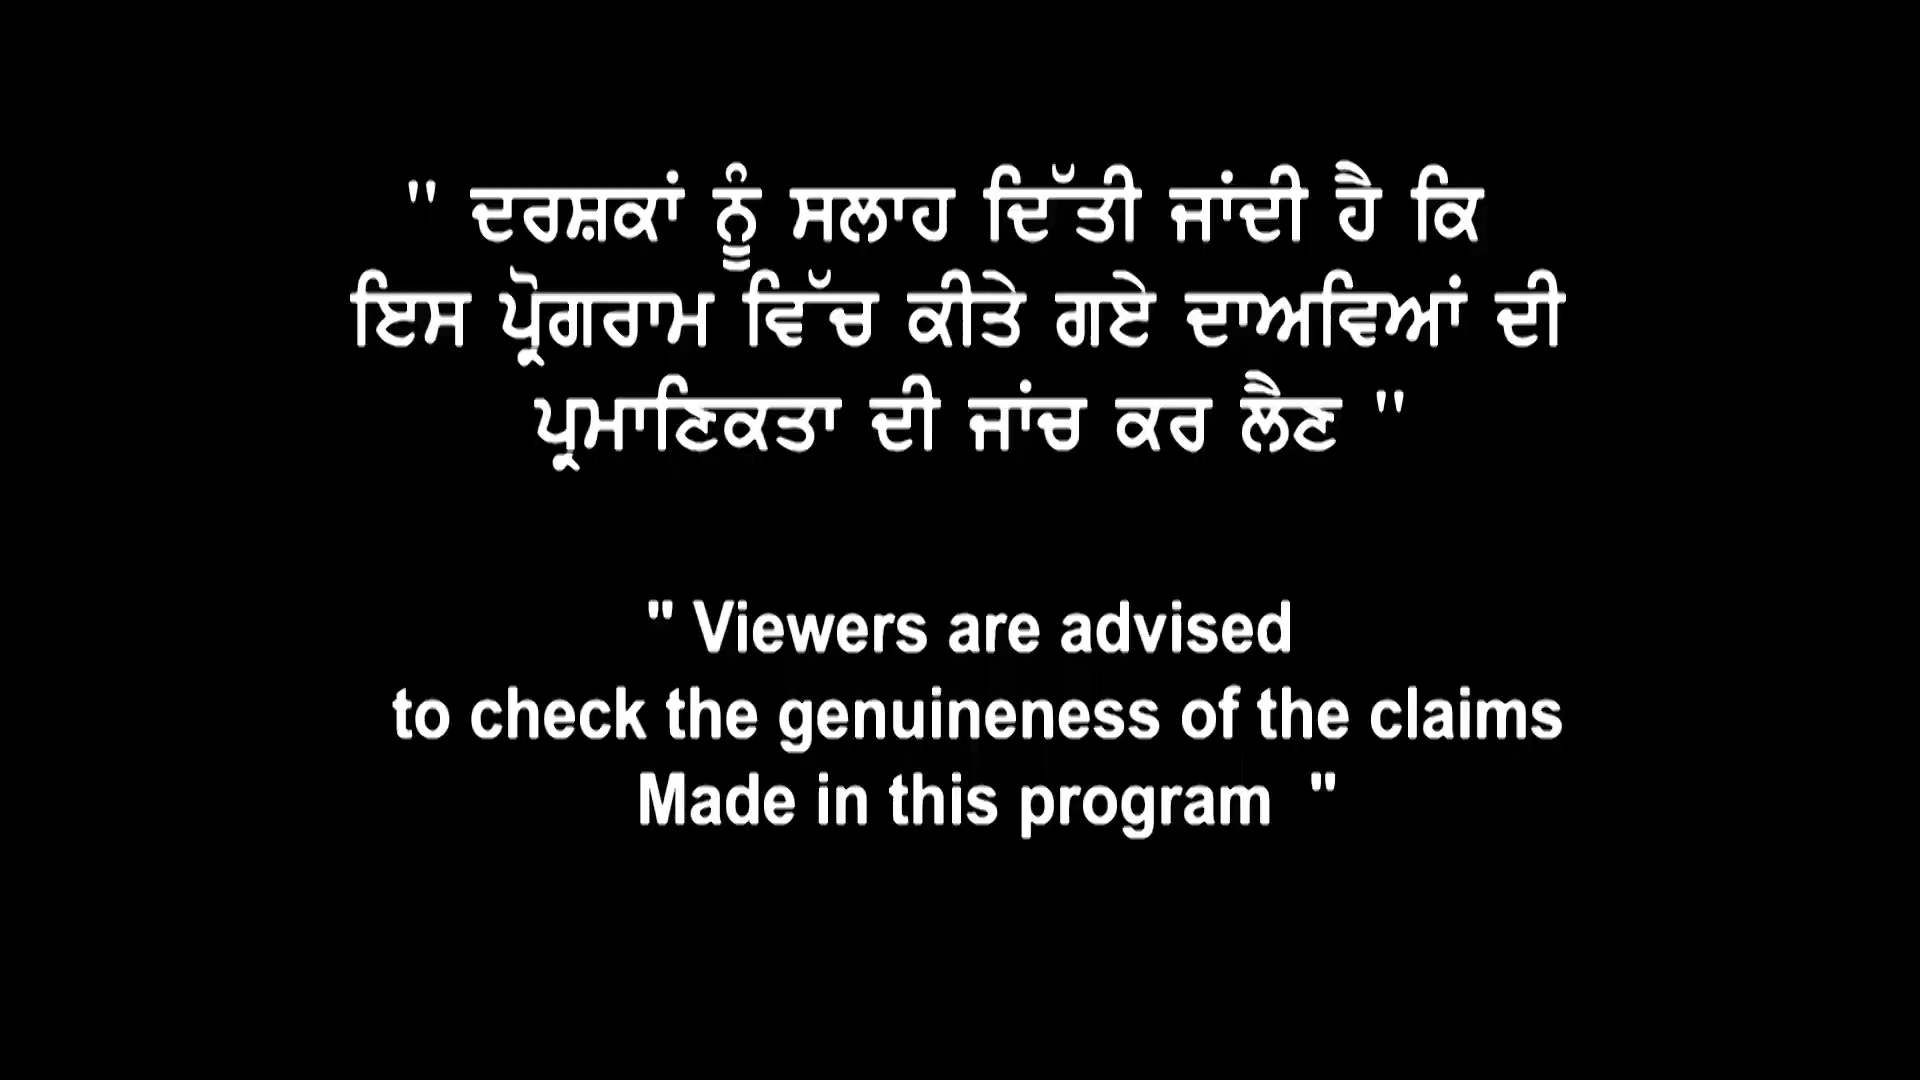 " ਦਰਸ਼ਕਾਂ ਨੂੰ ਸਲਾਹ ਦਿੱਤੀ ਜਾਂਦੀ ਹੈ ਕਿ
ਇਸ ਪ੍ਰੋਗਰਾਮ ਵਿੱਚ ਕੀਤੇ ਗਏ ਦਾਅਵਿਆਂ ਦੀ
ਪ੍ਰਮਾਣਿਕਤਾ ਦੀ ਜਾਂਚ ਕਰ ਲੈਣ "
" Viewers are advised
to check the genuineness of the claims
Made in this program "